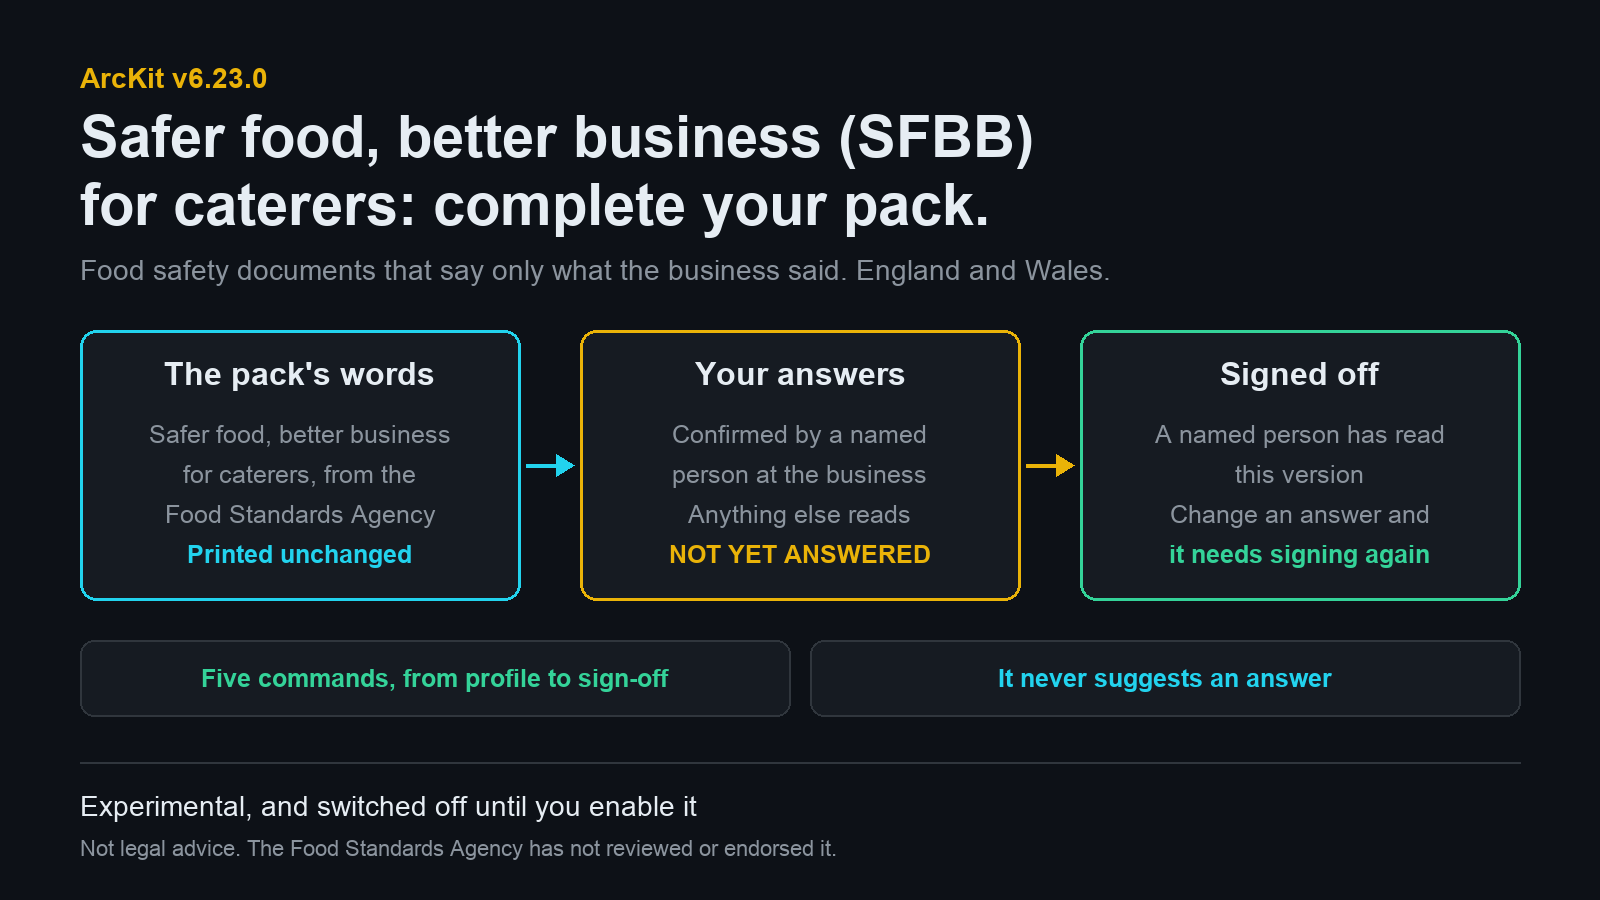 ArcKit v6.23.0
Safer food, better business (SFBB)
for caterers: complete your pack.
Food safety documents that say only what the business said. England and Wales.
The pack's words
Safer food, better business
for caterers, from the
Food Standards Agency
Printed unchanged
Your answers
Confirmed by a named
person at the business
Anything else reads
NOT YET ANSWERED
Signed off
A named person has read
this version
Change an answer and
it needs signing again
Five commands, from profile to sign-off
It never suggests an answer
Experimental, and switched off until you enable it
Not legal advice. The Food Standards Agency has not reviewed or endorsed it.